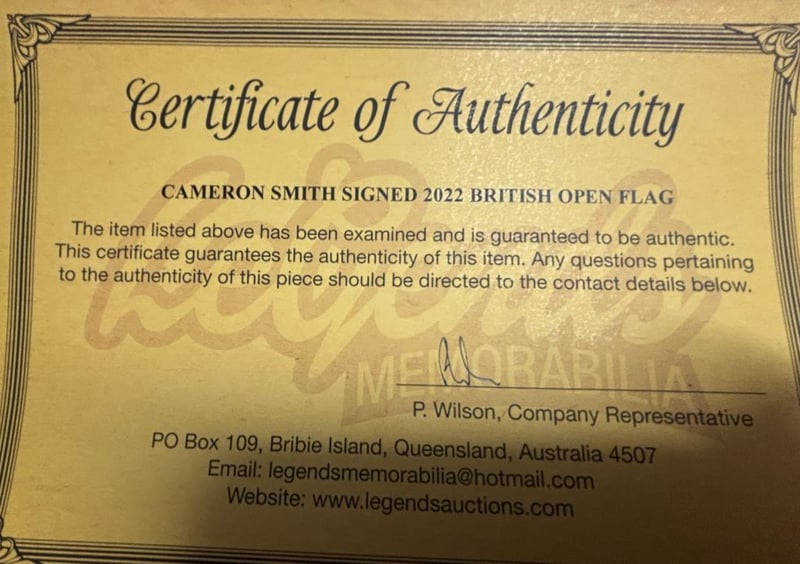 Certificate of Authenticity
CAMERON SMITH SIGNED 2022 BRITISH OPEN FLAG
The item listed above has been examined and is guaranteed to be authentic.
This certificate guarantees the authenticity of this item. Any questions pertaining
to the authenticity of this piece should be directed to the contact details below.
Legends
MEMORABILIA
P. Wilson, Company Representative
PO Box 109, Bribie Island, Queensland, Australia 4507
Email: legendsmemorabilia@hotmail.com
Website: www.legendsauctions.com